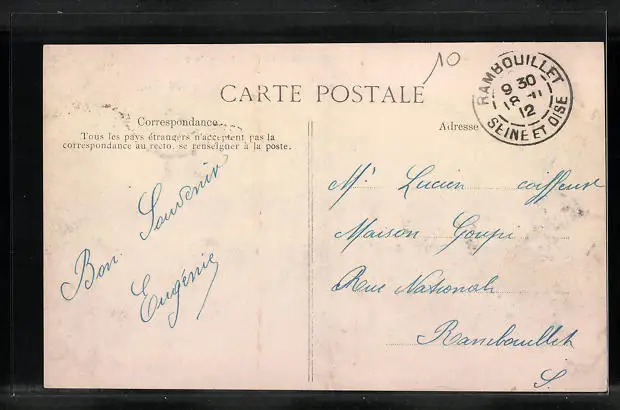 10
CARTE POSTALE
RAMBOUILLET
9 30
18 - 11
12
SEINE ET OISE
Correspondance
Tous les pays étrangers n'acceptent pas la
correspondance au recto, se renseigner à la poste.
Bon Souvenir
Eugénie
Adresse
Mr Lucien coiffeur
Maison Goupi
Rue Nationale
Rambouillet
S.